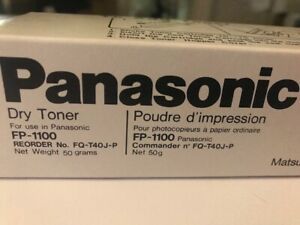 Panasonic
Dry Toner
For use in Panasonic
FP-1100
REORDER No. FQ-T40J-P
Net Weight 50 grams
Poudre d'impression
Pour photocopieurs à papier ordinaire
FP-1100 Panasonic
Commander n° FQ-T40J-P
Net 50g
Matsu